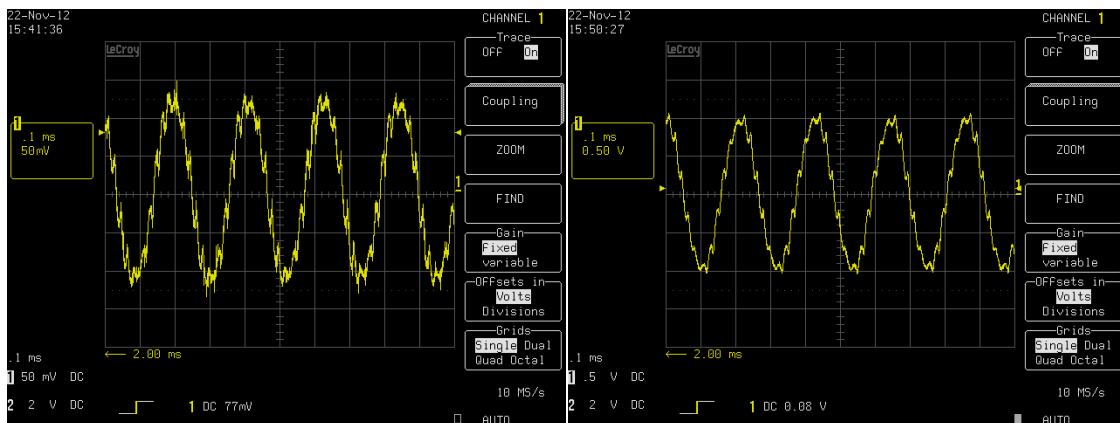 22-Nov-12
15:41:36
CHANNEL 1
Trace
OFF On
LeCroy
Coupling
1
.1 ms
50mV
ZOOM
1
FIND
Gain
Fixed
variable
Offsets in
Volts
Divisions
Grids
Single Dual
Quad Octal
2.00 ms
.1 ms
1 50 mV DC
10 MS/s
2 2 V DC
1 DC 77mV
AUTO
22-Nov-12
15:50:27
CHANNEL 1
Trace
OFF On
LeCroy
Coupling
1
.1 ms
0.50 V
ZOOM
1
FIND
Gain
Fixed
variable
Offsets in
Volts
Divisions
Grids
Single Dual
Quad Octal
2.00 ms
.1 ms
1 .5 V DC
10 MS/s
2 2 V DC
1 DC 0.08 V
AUTO